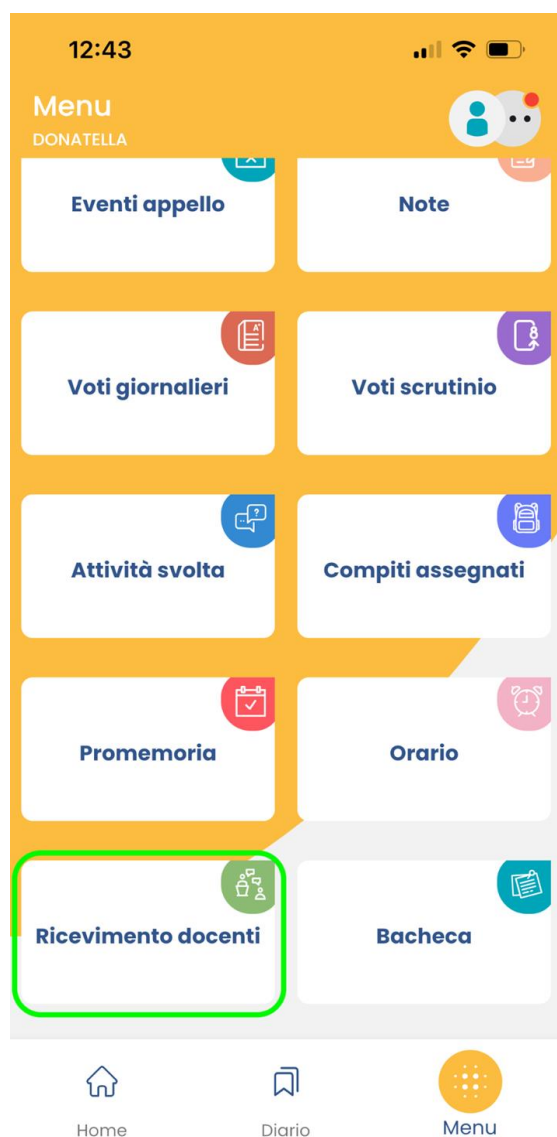 12:43
Menu
DONATELLA
Eventi appello
Note
Voti giornalieri
Voti scrutinio
Attività svolta
Compiti assegnati
Promemoria
Orario
Ricevimento docenti
Bacheca
Home
Diario
Menu